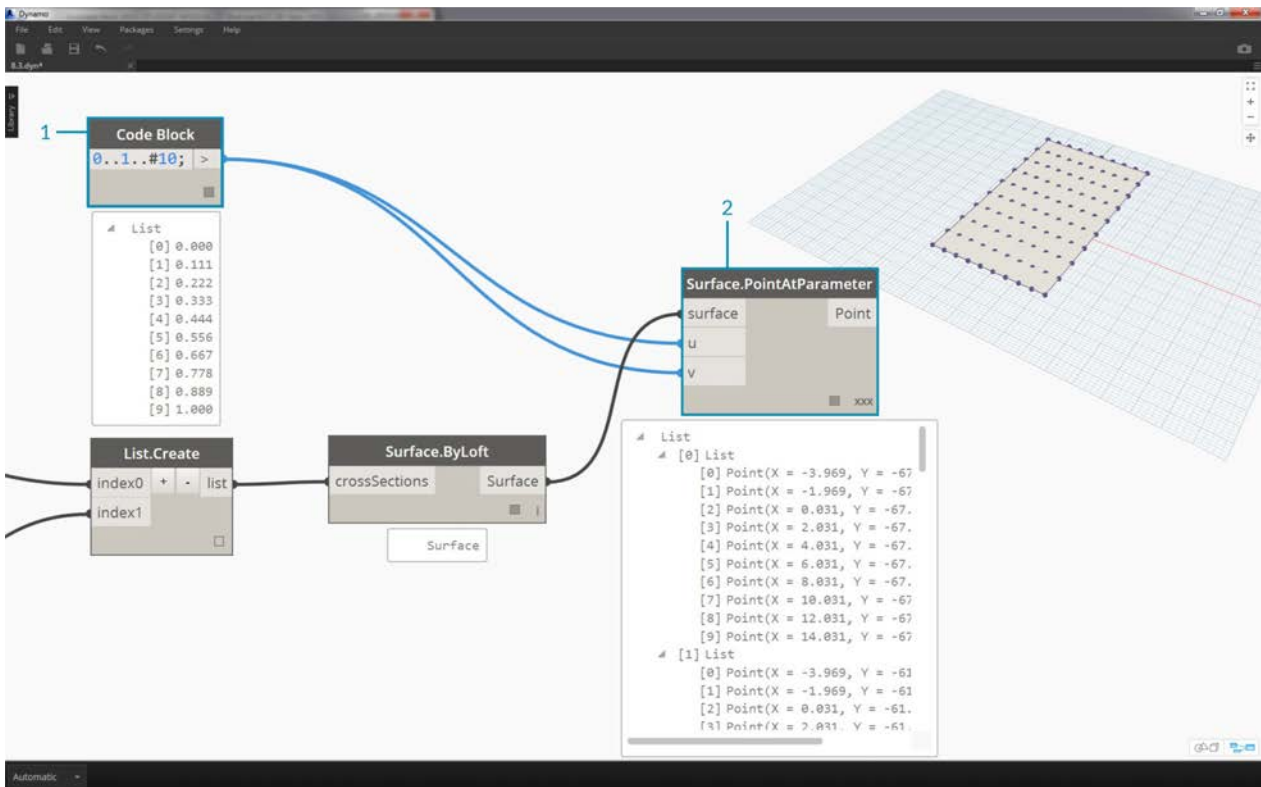 Dynamo
File Edit View Packages Settings Help
8.3.dyn*
Library
1
Code Block
0..1..#10; >
List
[0] 0.000
[1] 0.111
[2] 0.222
[3] 0.333
[4] 0.444
[5] 0.556
[6] 0.667
[7] 0.778
[8] 0.889
[9] 1.000
List.Create
index0 + - list
index1
Surface.ByLoft
crossSections Surface
Surface
2
Surface.PointAtParameter
surface Point
u
v
xxx
List
[0] List
[0] Point(X = -3.969, Y = -67
[1] Point(X = -1.969, Y = -67
[2] Point(X = 0.031, Y = -67.
[3] Point(X = 2.031, Y = -67.
[4] Point(X = 4.031, Y = -67.
[5] Point(X = 6.031, Y = -67.
[6] Point(X = 8.031, Y = -67.
[7] Point(X = 10.031, Y = -67
[8] Point(X = 12.031, Y = -67
[9] Point(X = 14.031, Y = -67
[1] List
[0] Point(X = -3.969, Y = -61
[1] Point(X = -1.969, Y = -61
[2] Point(X = 0.031, Y = -61.
[3] Point(X = 2.031, Y = -61.
Automatic